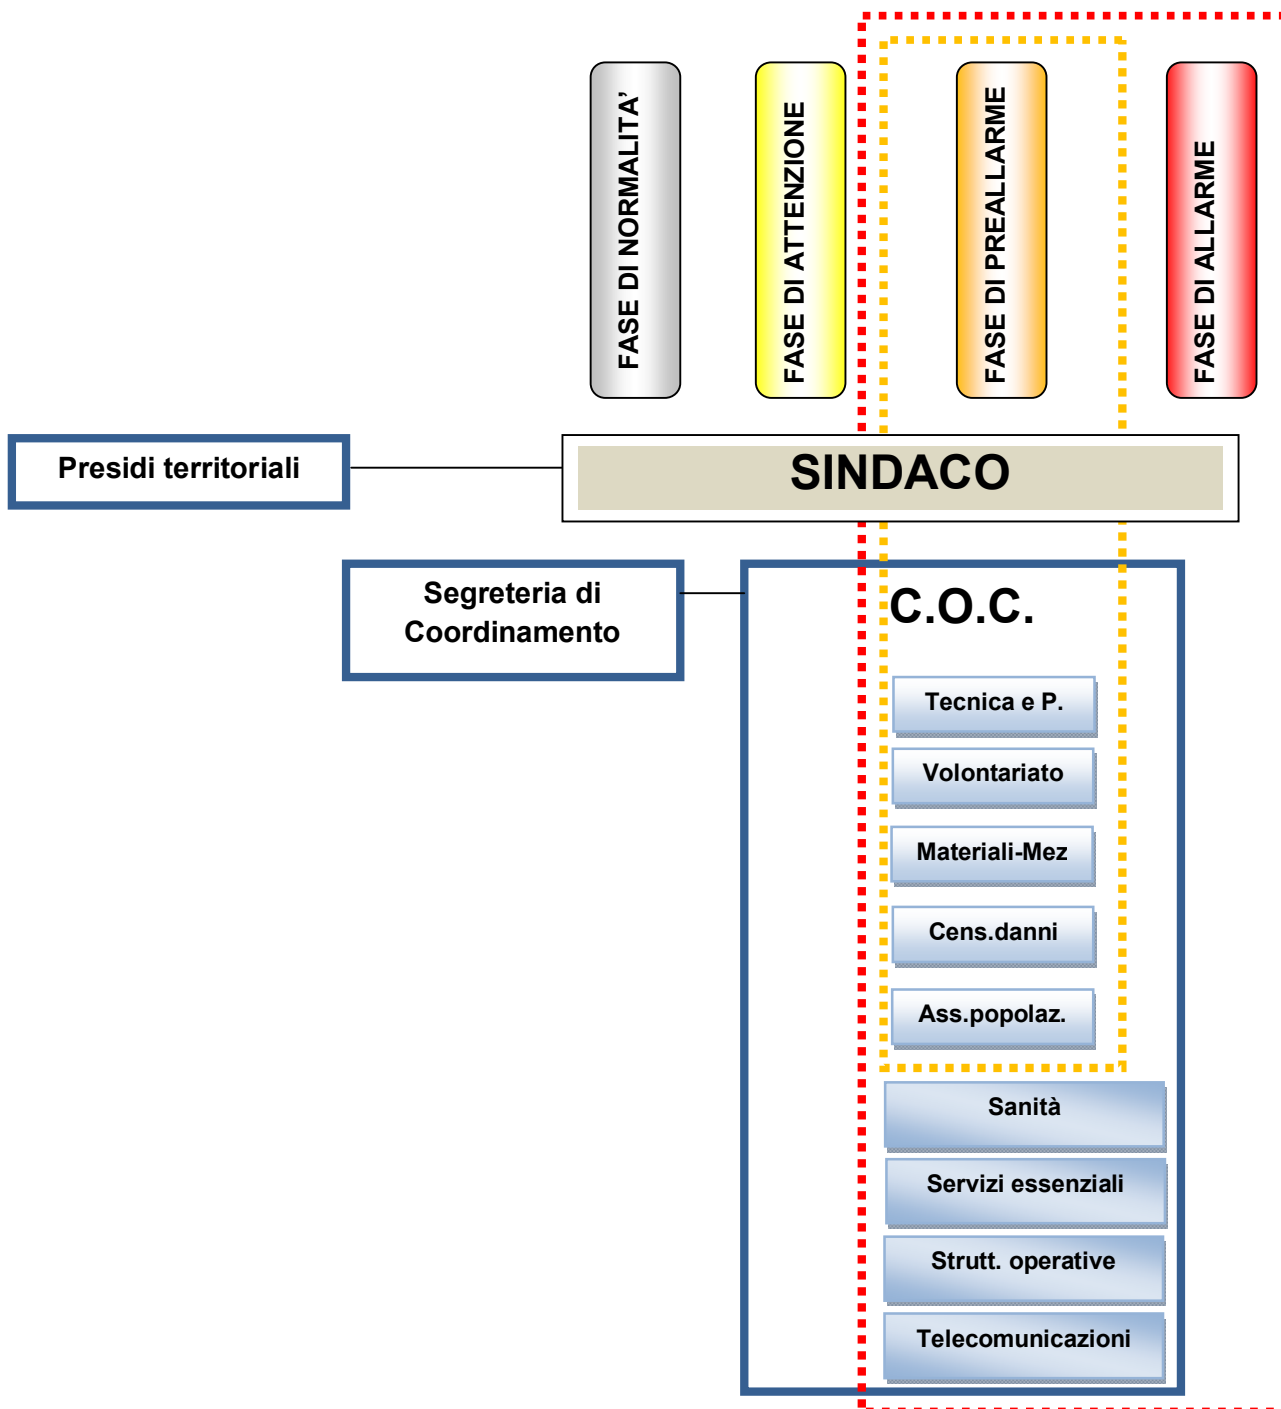 FASE DI NORMALITA’
FASE DI ATTENZIONE
FASE DI PREALLARME
FASE DI ALLARME
Presidi territoriali
SINDACO
Segreteria di
Coordinamento
C.O.C.
Tecnica e P.
Volontariato
Materiali-Mez
Cens.danni
Ass.popolaz.
Sanità
Servizi essenziali
Strutt. operative
Telecomunicazioni